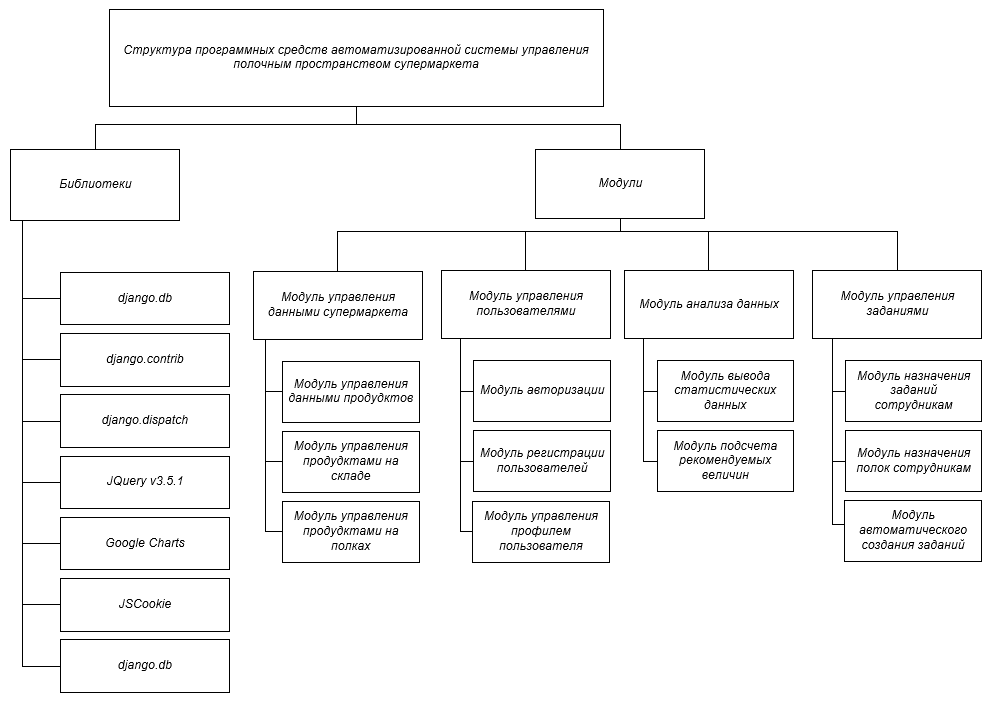 Структура программных средств автоматизированной системы управления
полочным пространством супермаркета
Библиотеки
Модули
django.db
django.contrib
django.dispatch
JQuery v3.5.1
Google Charts
JSCookie
django.db
Модуль управления
данными супермаркета
Модуль управления
данными продудктов
Модуль управления
продудктами на
складе
Модуль управления
продудктами на
полках
Модуль управления
пользователями
Модуль авторизации
Модуль регистрации
пользователей
Модуль управления
профилем
пользователя
Модуль анализа данных
Модуль вывода
статистических
данных
Модуль подсчета
рекомендуемых
величин
Модуль управления
заданиями
Модуль назначения
заданий
сотрудникам
Модуль назначения
полок сотрудникам
Модуль
автоматического
создания заданий